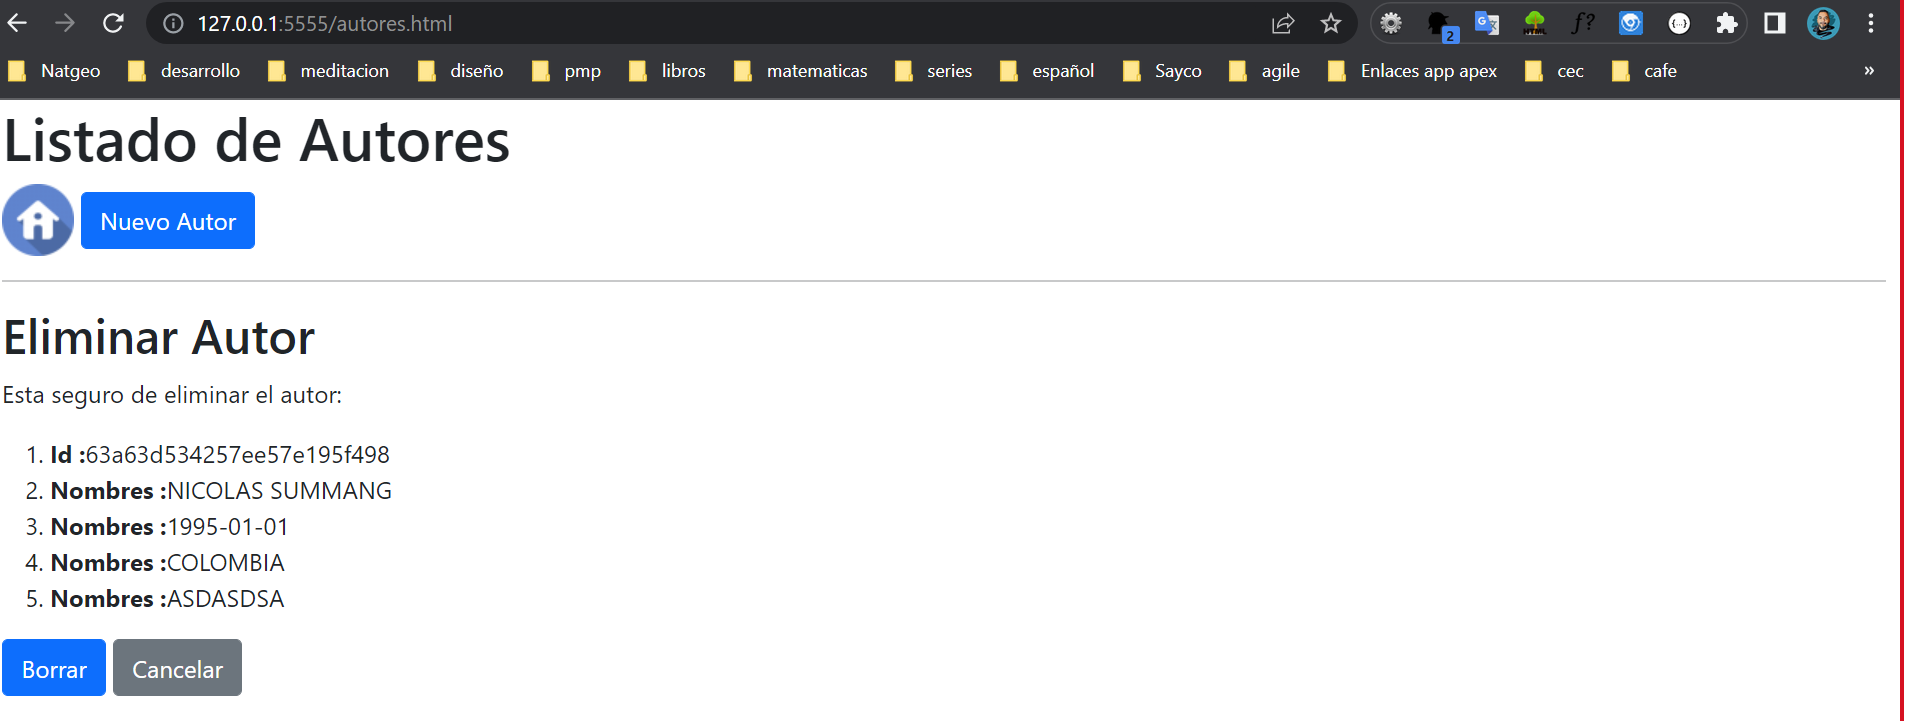 127.0.0.1:5555/autores.html
2
Natgeo desarrollo meditacion diseño pmp libros matematicas series español Sayco agile Enlaces app apex cec cafe »
Listado de Autores
Nuevo Autor
Eliminar Autor
Esta seguro de eliminar el autor:
1. Id :63a63d534257ee57e195f498
2. Nombres :NICOLAS SUMMANG
3. Nombres :1995-01-01
4. Nombres :COLOMBIA
5. Nombres :ASDASDSA
Borrar Cancelar